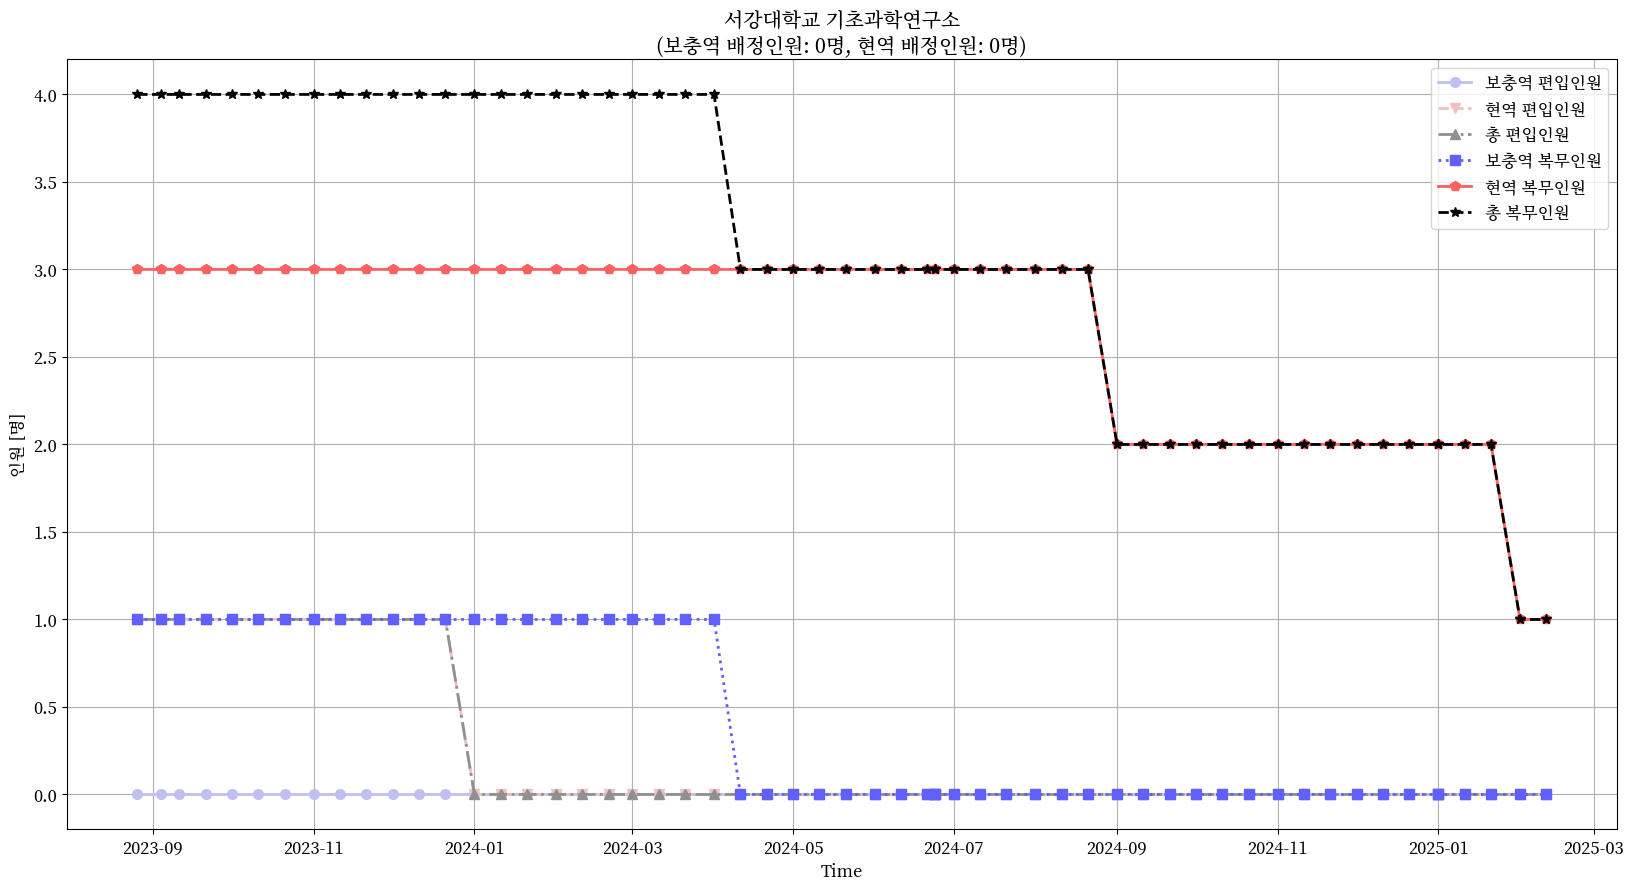 서강대학교 기초과학연구소
(보충역 배정인원: 0명, 현역 배정인원: 0명)
보충역 편입인원
현역 편입인원
총 편입인원
보충역 복무인원
현역 복무인원
총 복무인원
4.0
3.5
3.0
2.5
2.0
1.5
1.0
0.5
0.0
인원 [명]
2023-09 2023-11 2024-01 2024-03 2024-05 2024-07 2024-09 2024-11 2025-01 2025-03
Time